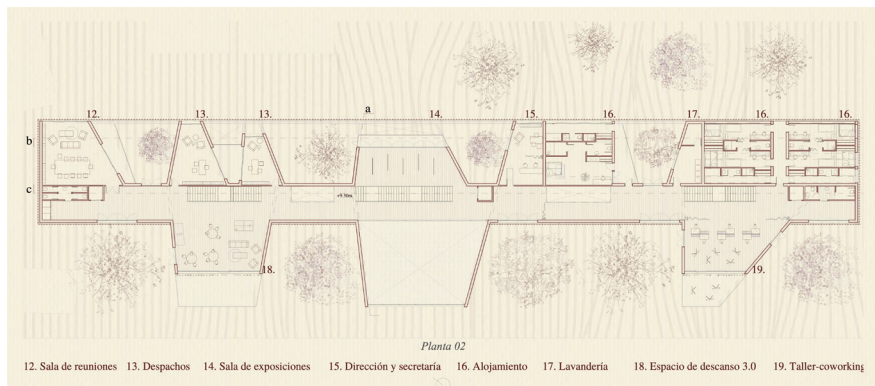 a
12.
13.
13.
14.
15.
16.
17.
16.
16.
b
c
+9.30m.
18.
19.
Planta 02
12. Sala de reuniones 13. Despachos 14. Sala de exposiciones 15. Dirección y secretaría 16. Alojamiento 17. Lavandería 18. Espacio de descanso 3.0 19. Taller-coworking